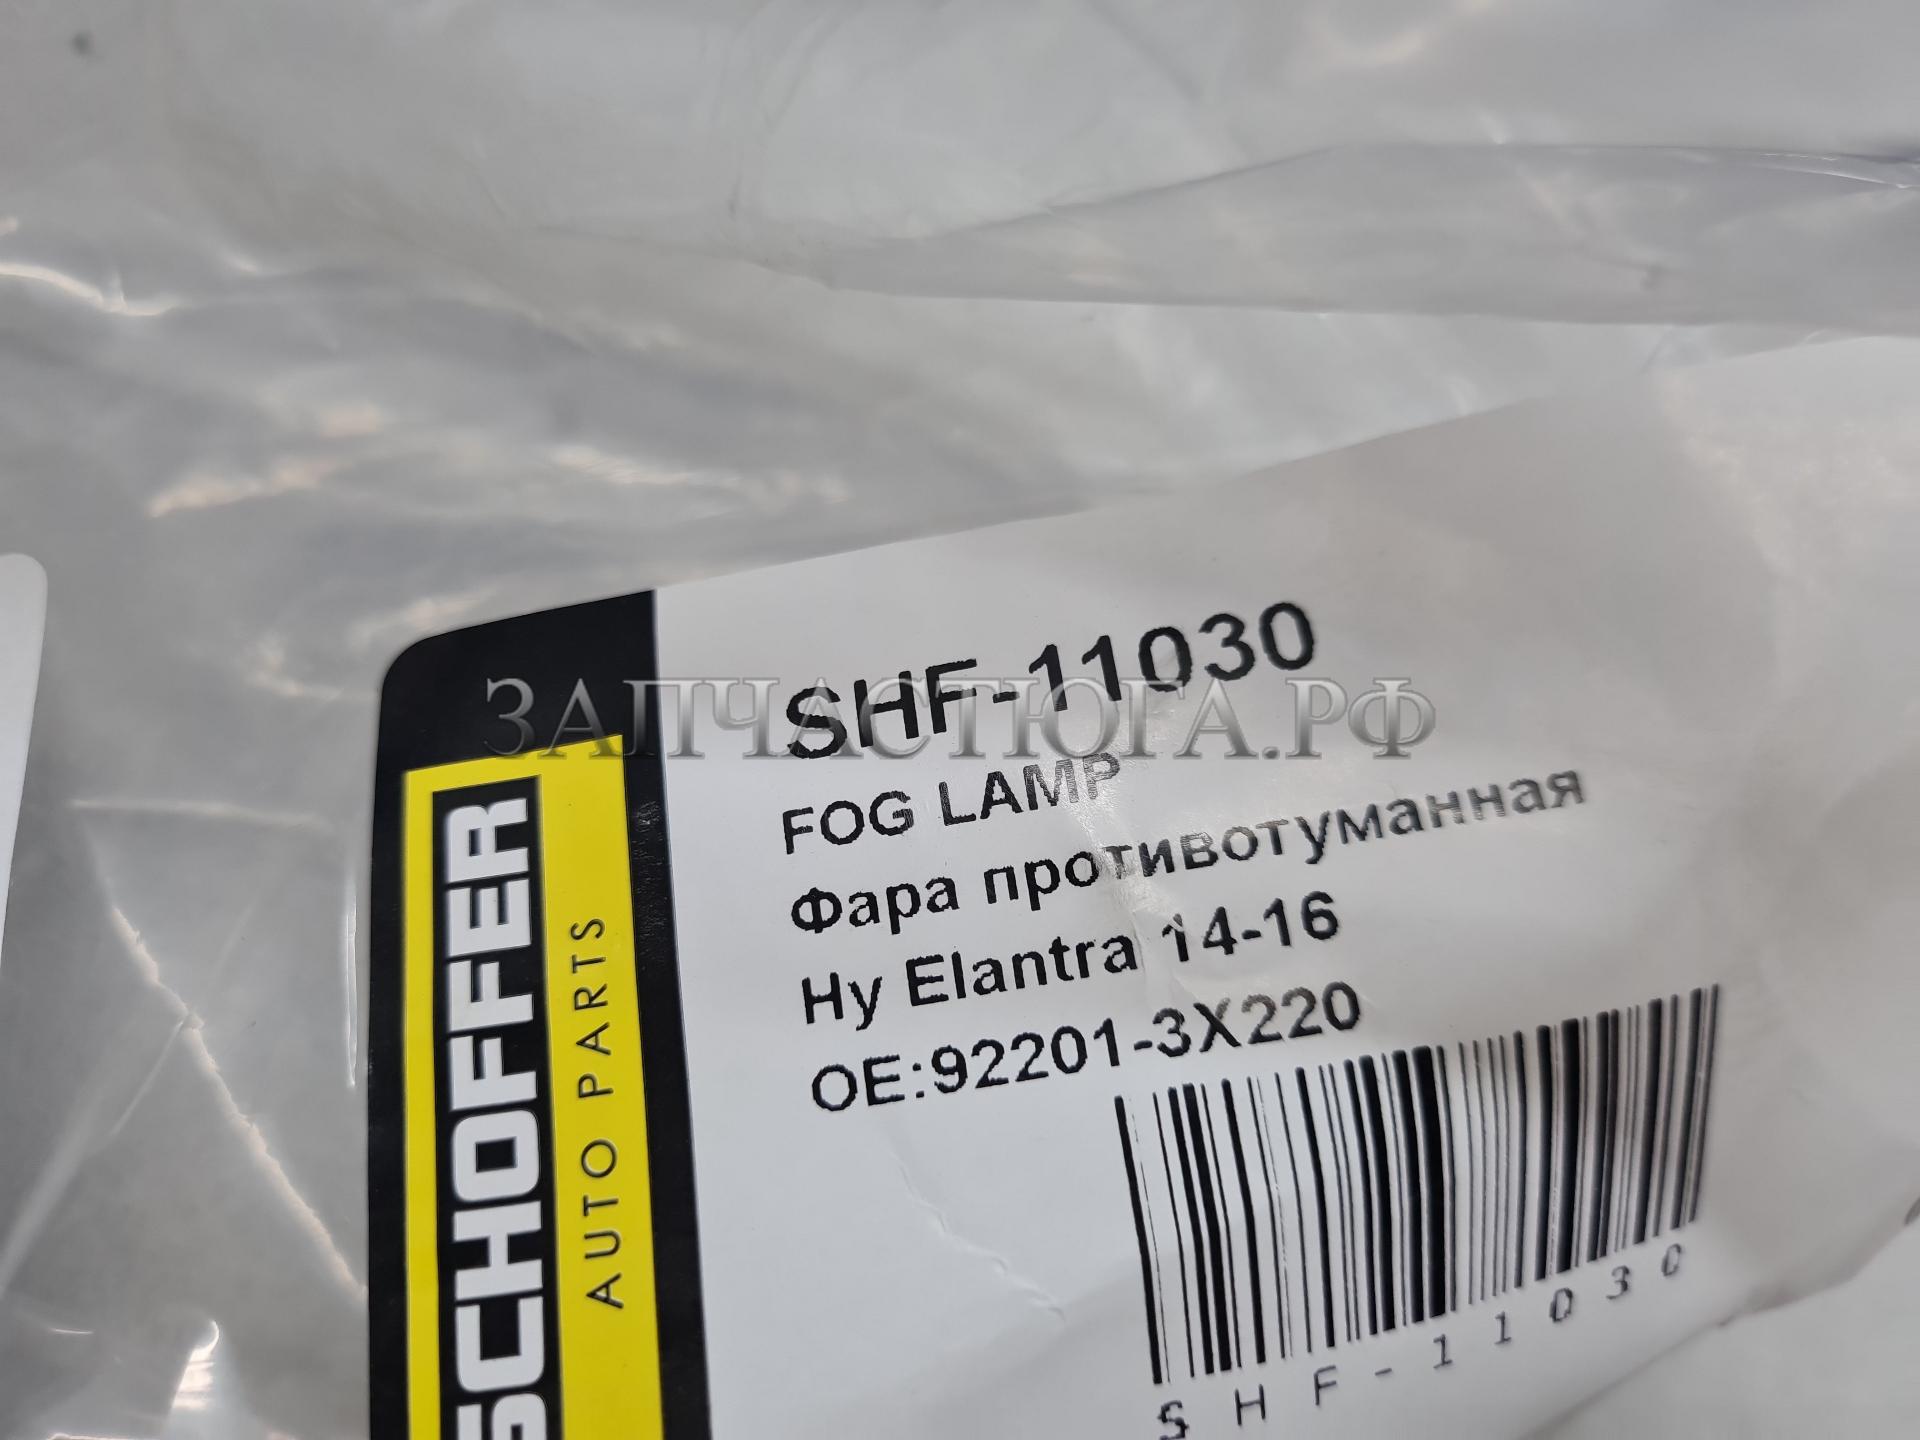 SHF-11030
FOG LAMP
Фара противотуманная
Hy Elantra 14-16
OE:92201-3X220
SHF-11030
SCHOFFER
AUTO PARTS
ЗАПЧАСТЮГА.РФ